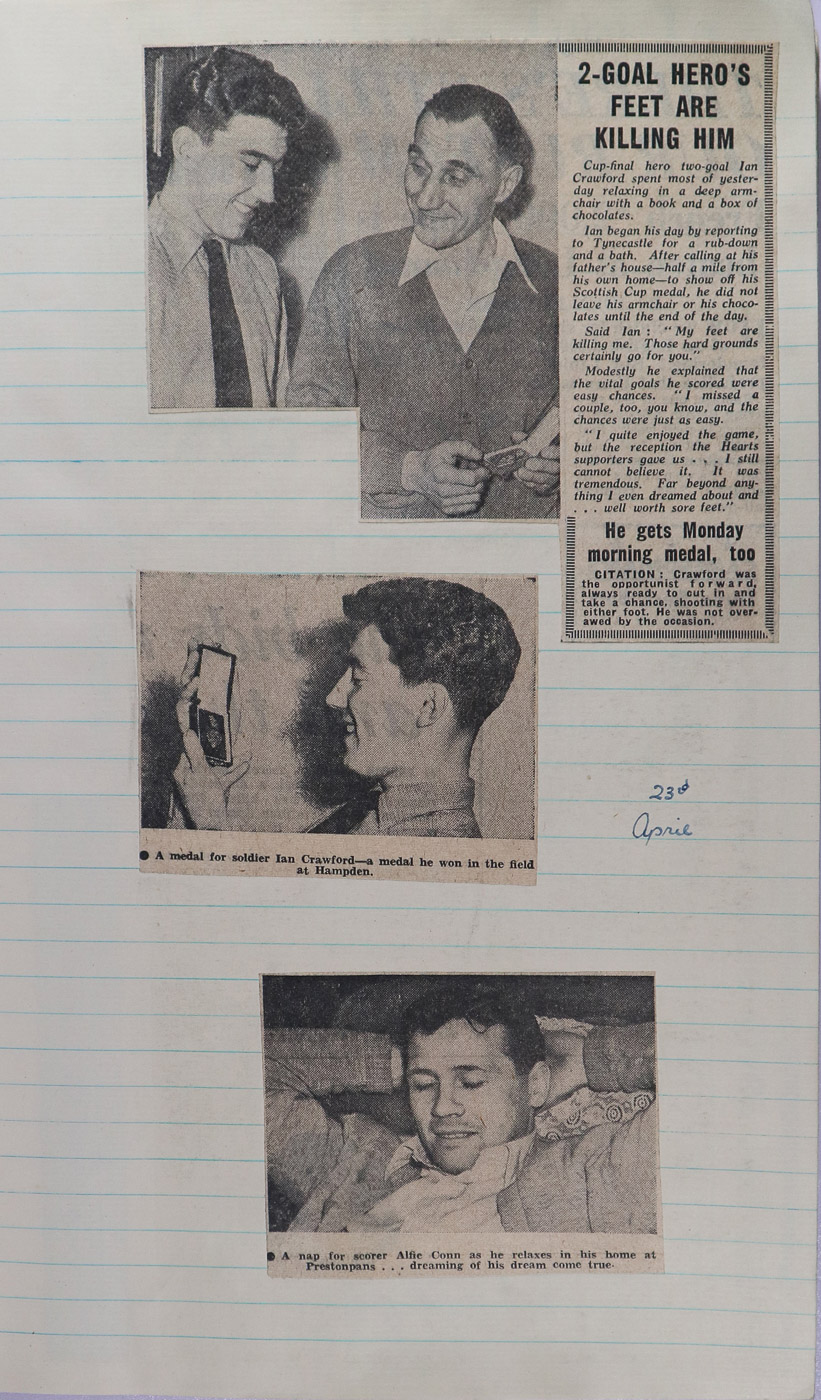 2-GOAL HERO'S
FEET ARE
KILLING HIM
Cup-final hero two-goal Ian
Crawford spent most of yester-
day relaxing in a deep arm-
chair with a book and a box of
chocolates.
Ian began his day by reporting
to Tynecastle for a rub-down
and a bath. After calling at his
father's house—half a mile from
his own home—to show off his
Scottish Cup medal, he did not
leave his armchair or his choco-
lates until the end of the day.
Said Ian : "My feet are
killing me. Those hard grounds
certainly go for you."
Modestly he explained that
the vital goals he scored were
easy chances. "I missed a
couple, too, you know, and the
chances were just as easy.
"I quite enjoyed the game,
but the reception the Hearts
supporters gave us . . . I still
cannot believe it. It was
tremendous. Far beyond any-
thing I even dreamed about and
. . . well worth sore feet."
He gets Monday
morning medal, too
CITATION : Crawford was
the opportunist forward,
always ready to cut in and
take a chance, shooting with
either foot. He was not over-
awed by the occasion.
● A medal for soldier Ian Crawford—a medal he won in the field
at Hampden.
23d
April
● A nap for scorer Alfie Conn as he relaxes in his home at
Prestonpans . . . dreaming of his dream come true.